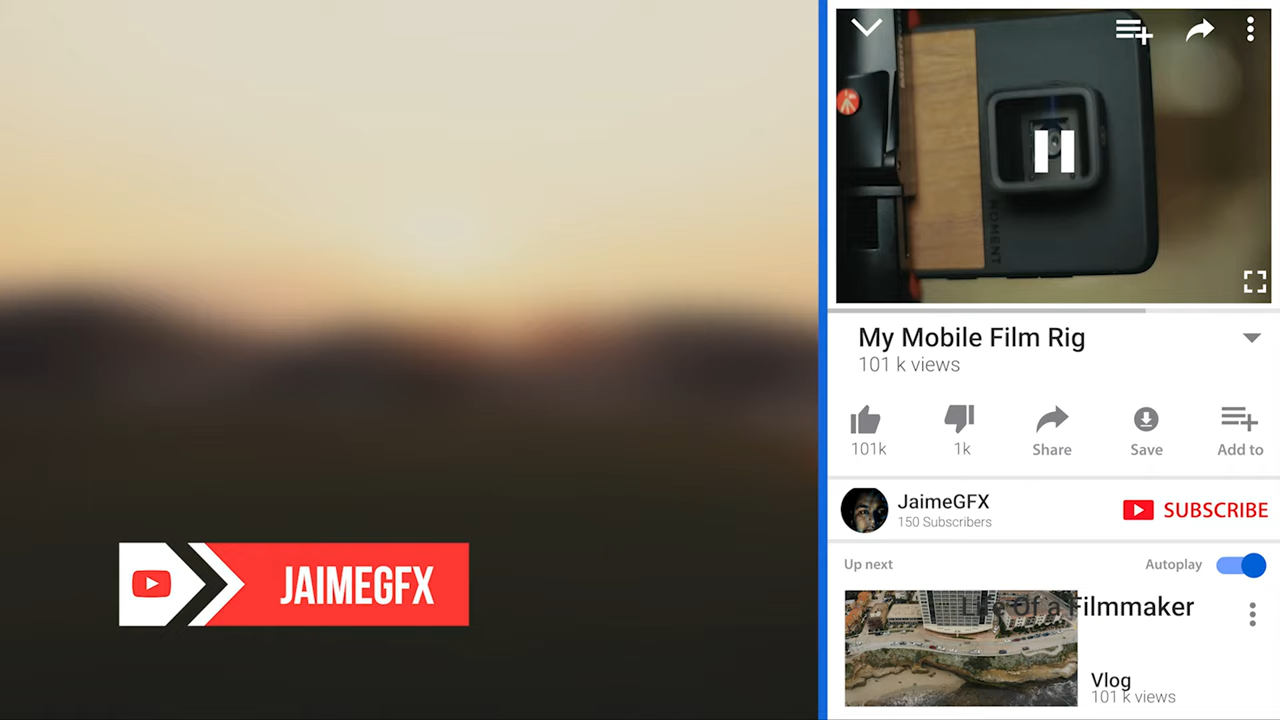 JAIMEGFX
MOMENT
My Mobile Film Rig
101 k views
101k
1k
Share
Save
Add to
JaimeGFX
150 Subscribers
SUBSCRIBE
Up next
Autoplay
Life Of a Filmmaker
Vlog
101 k views